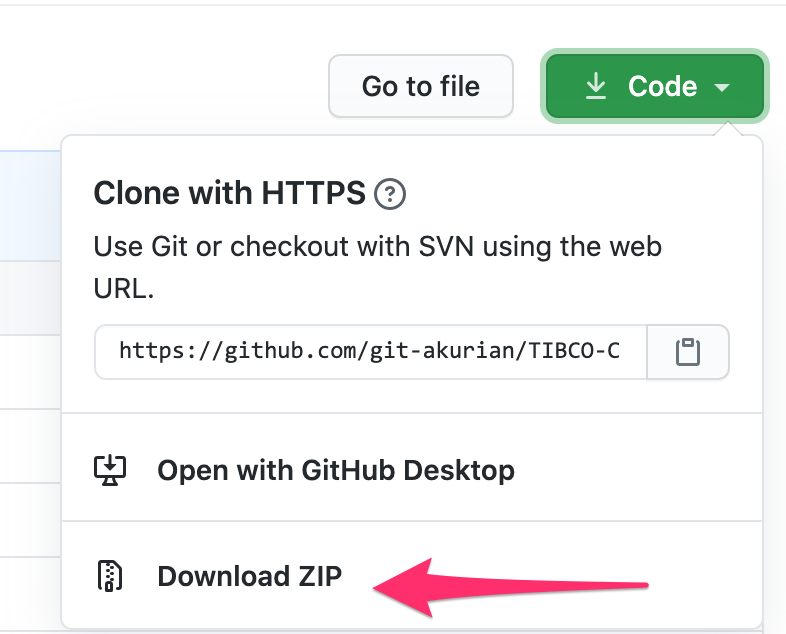 Go to file
Code
Clone with HTTPS
Use Git or checkout with SVN using the web
URL.
https://github.com/git-akurian/TIBCO-C
Open with GitHub Desktop
Download ZIP